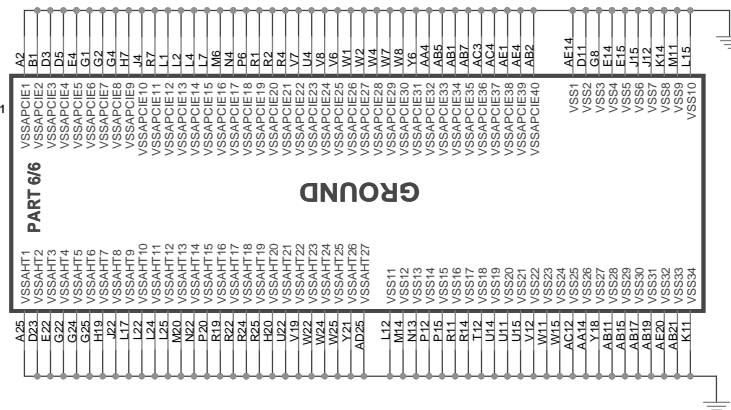 A2
B1
D3
D5
E4
G1
G2
G4
H7
J4
R7
L1
L2
L4
L7
M6
N4
P6
R1
R2
R4
V7
U4
V8
V6
W1
W2
W4
W7
W8
Y6
AA4
AB5
AB1
AB7
AC3
AC4
AE1
AE4
AB2
AE14
D11
G8
E14
E15
J15
J12
K14
M11
L15
1
VSSAPCIE1
VSSAPCIE2
VSSAPCIE3
VSSAPCIE4
VSSAPCIE5
VSSAPCIE6
VSSAPCIE7
VSSAPCIE8
VSSAPCIE9
VSSAPCIE10
VSSAPCIE11
VSSAPCIE12
VSSAPCIE13
VSSAPCIE14
VSSAPCIE15
VSSAPCIE16
VSSAPCIE17
VSSAPCIE18
VSSAPCIE19
VSSAPCIE20
VSSAPCIE21
VSSAPCIE22
VSSAPCIE23
VSSAPCIE24
VSSAPCIE25
VSSAPCIE26
VSSAPCIE27
VSSAPCIE28
VSSAPCIE29
VSSAPCIE30
VSSAPCIE31
VSSAPCIE32
VSSAPCIE33
VSSAPCIE34
VSSAPCIE35
VSSAPCIE36
VSSAPCIE37
VSSAPCIE38
VSSAPCIE39
VSSAPCIE40
VSS1
VSS2
VSS3
VSS4
VSS5
VSS6
VSS7
VSS8
VSS9
VSS10
PART 6/6
GROUND
VSSAHT1
VSSAHT2
VSSAHT3
VSSAHT4
VSSAHT5
VSSAHT6
VSSAHT7
VSSAHT8
VSSAHT9
VSSAHT10
VSSAHT11
VSSAHT12
VSSAHT13
VSSAHT14
VSSAHT15
VSSAHT16
VSSAHT17
VSSAHT18
VSSAHT19
VSSAHT20
VSSAHT21
VSSAHT22
VSSAHT23
VSSAHT24
VSSAHT25
VSSAHT26
VSSAHT27
VSS11
VSS12
VSS13
VSS14
VSS15
VSS16
VSS17
VSS18
VSS19
VSS20
VSS21
VSS22
VSS23
VSS24
VSS25
VSS26
VSS27
VSS28
VSS29
VSS30
VSS31
VSS32
VSS33
VSS34
A25
D23
E22
G22
G24
G25
H19
J22
L17
L22
L24
L25
M20
N22
P20
R19
R22
R24
R25
H20
U22
V19
W22
W24
W25
Y21
AD25
L12
M14
N13
P12
P15
R11
R14
T12
U14
U11
U15
V12
W11
W15
AC12
AA14
Y18
AB11
AB15
AB17
AB19
AE20
AB21
K11